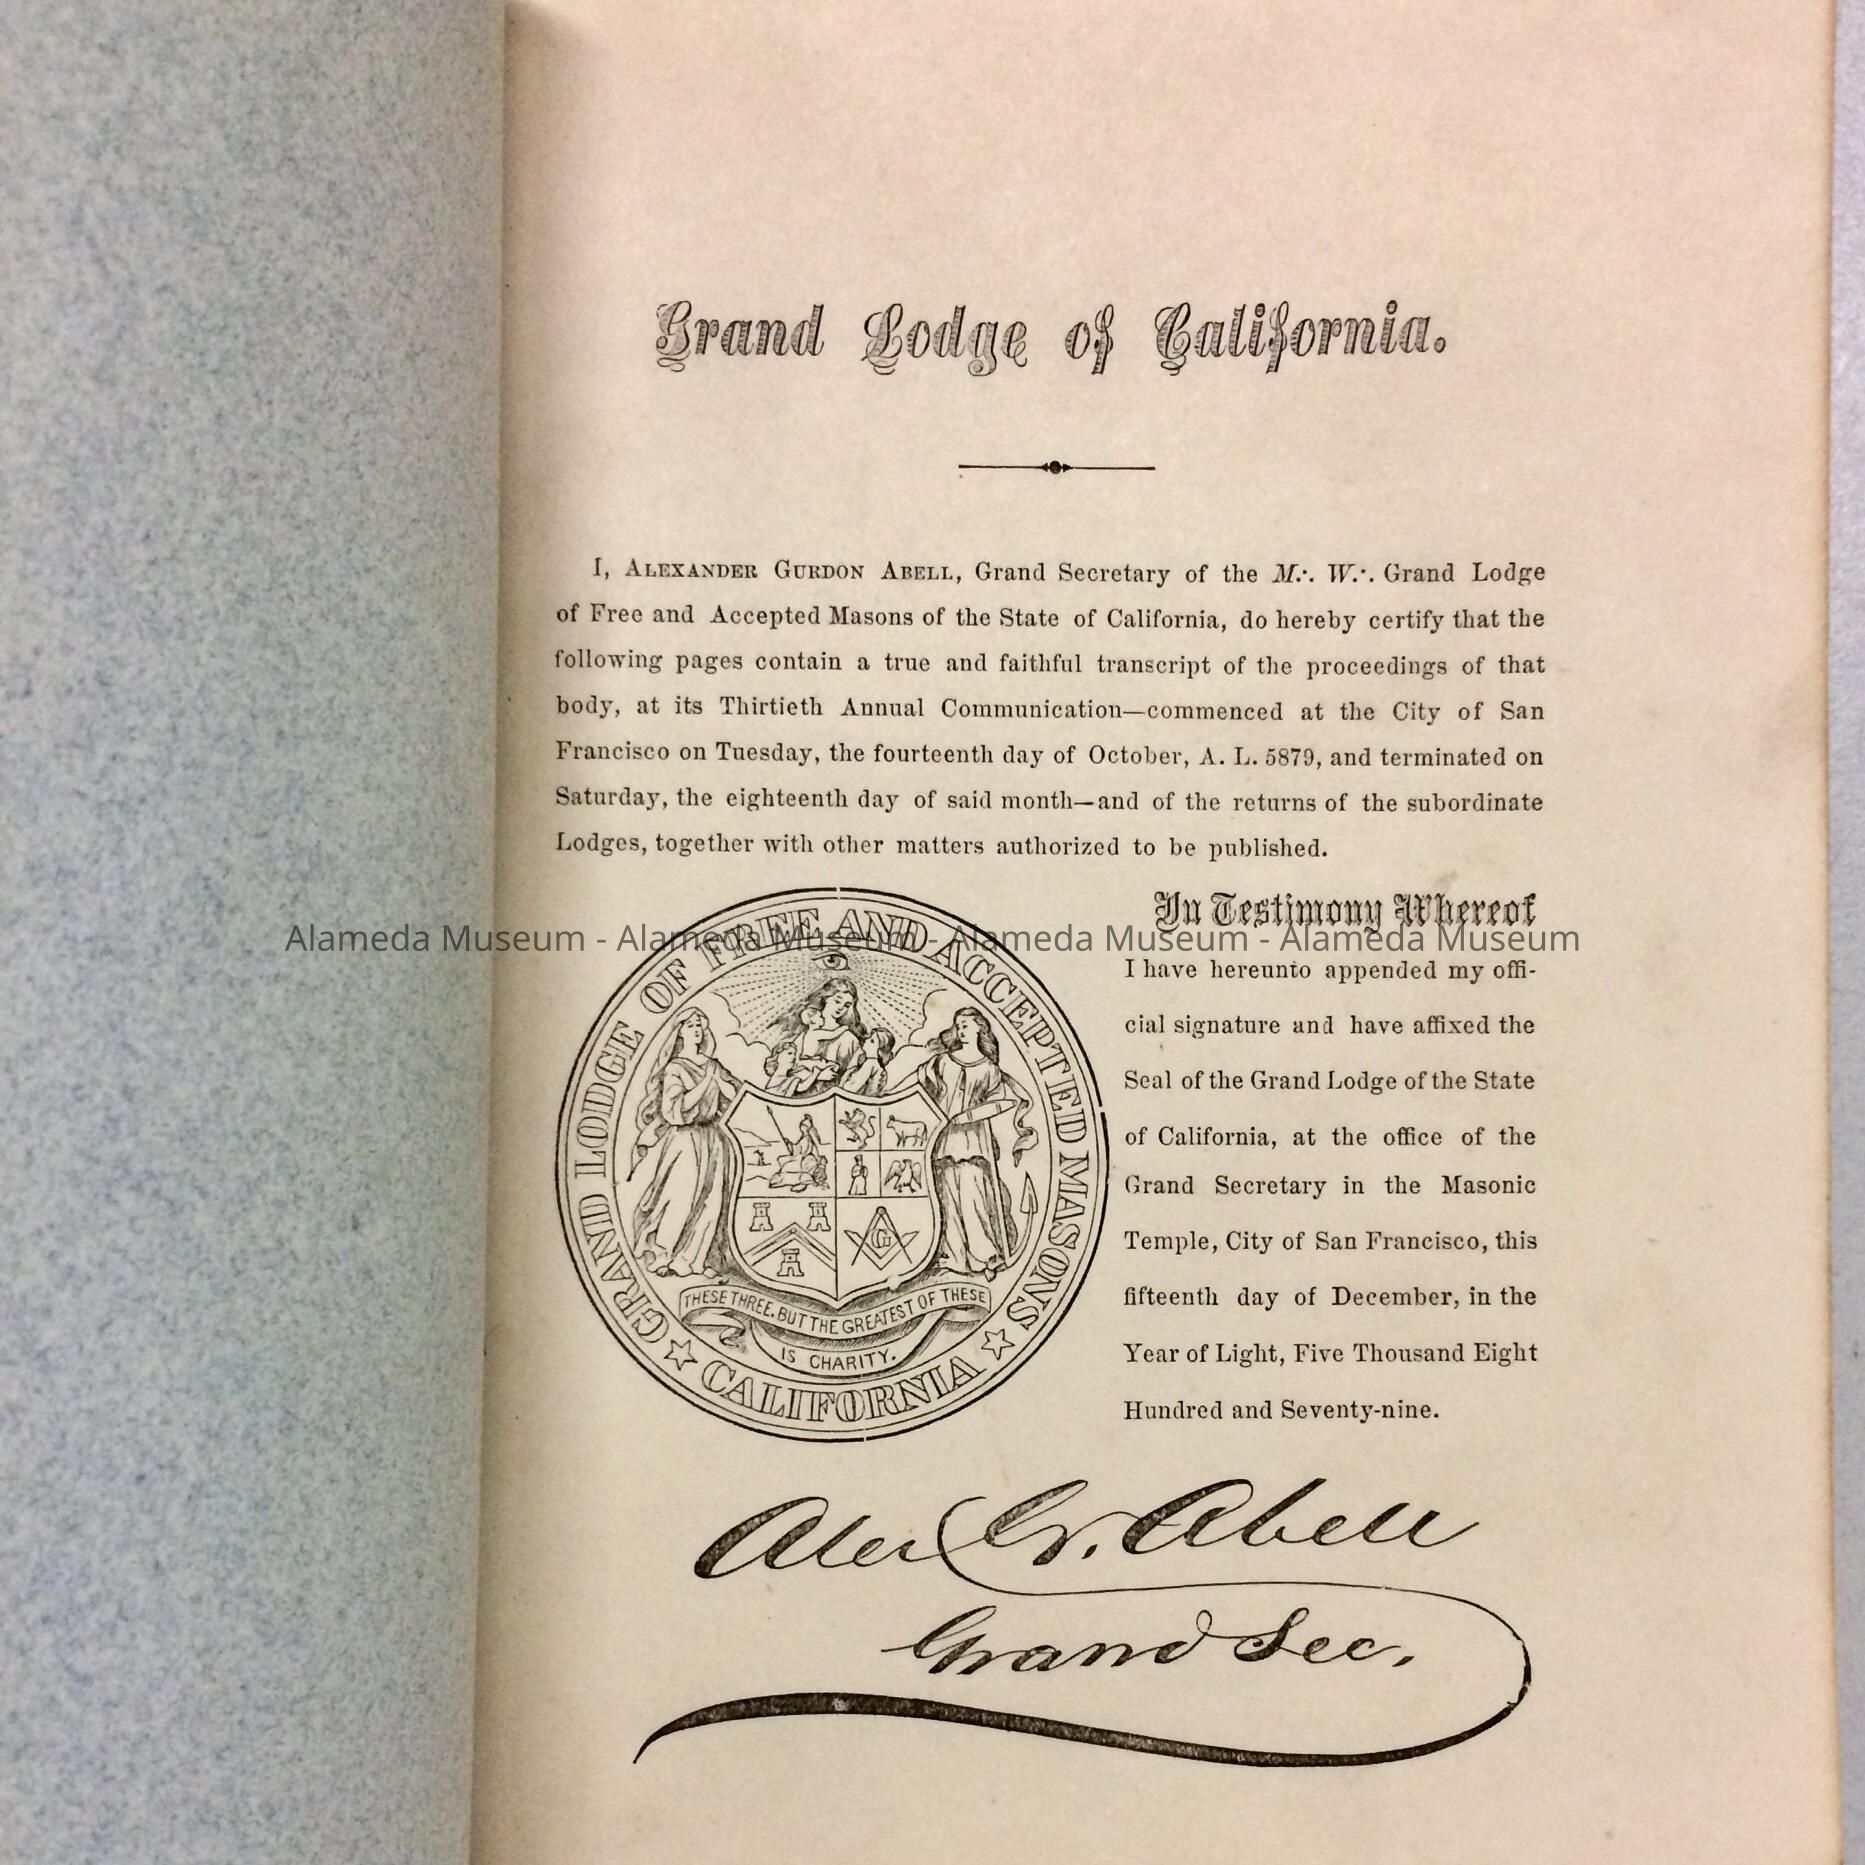 Grand Lodge of California.
I, ALEXANDER GURDON ABELL, Grand Secretary of the M∴ W∴ Grand Lodge
of Free and Accepted Masons of the State of California, do hereby certify that the
following pages contain a true and faithful transcript of the proceedings of that
body, at its Thirtieth Annual Communication—commenced at the City of San
Francisco on Tuesday, the fourteenth day of October, A. L. 5879, and terminated on
Saturday, the eighteenth day of said month—and of the returns of the subordinate
Lodges, together with other matters authorized to be published.
GRAND LODGE OF FREE AND ACCEPTED MASONS
CALIFORNIA
THESE THREE, BUT THE GREATEST OF THESE
IS CHARITY.
G
In Testimony Whereof
Alameda Museum - Alameda Museum - Alameda Museum - Alameda Museum
I have hereunto appended my offi-
cial signature and have affixed the
Seal of the Grand Lodge of the State
of California, at the office of the
Grand Secretary in the Masonic
Temple, City of San Francisco, this
fifteenth day of December, in the
Year of Light, Five Thousand Eight
Hundred and Seventy-nine.
Alex G. Abell
Grand Sec.